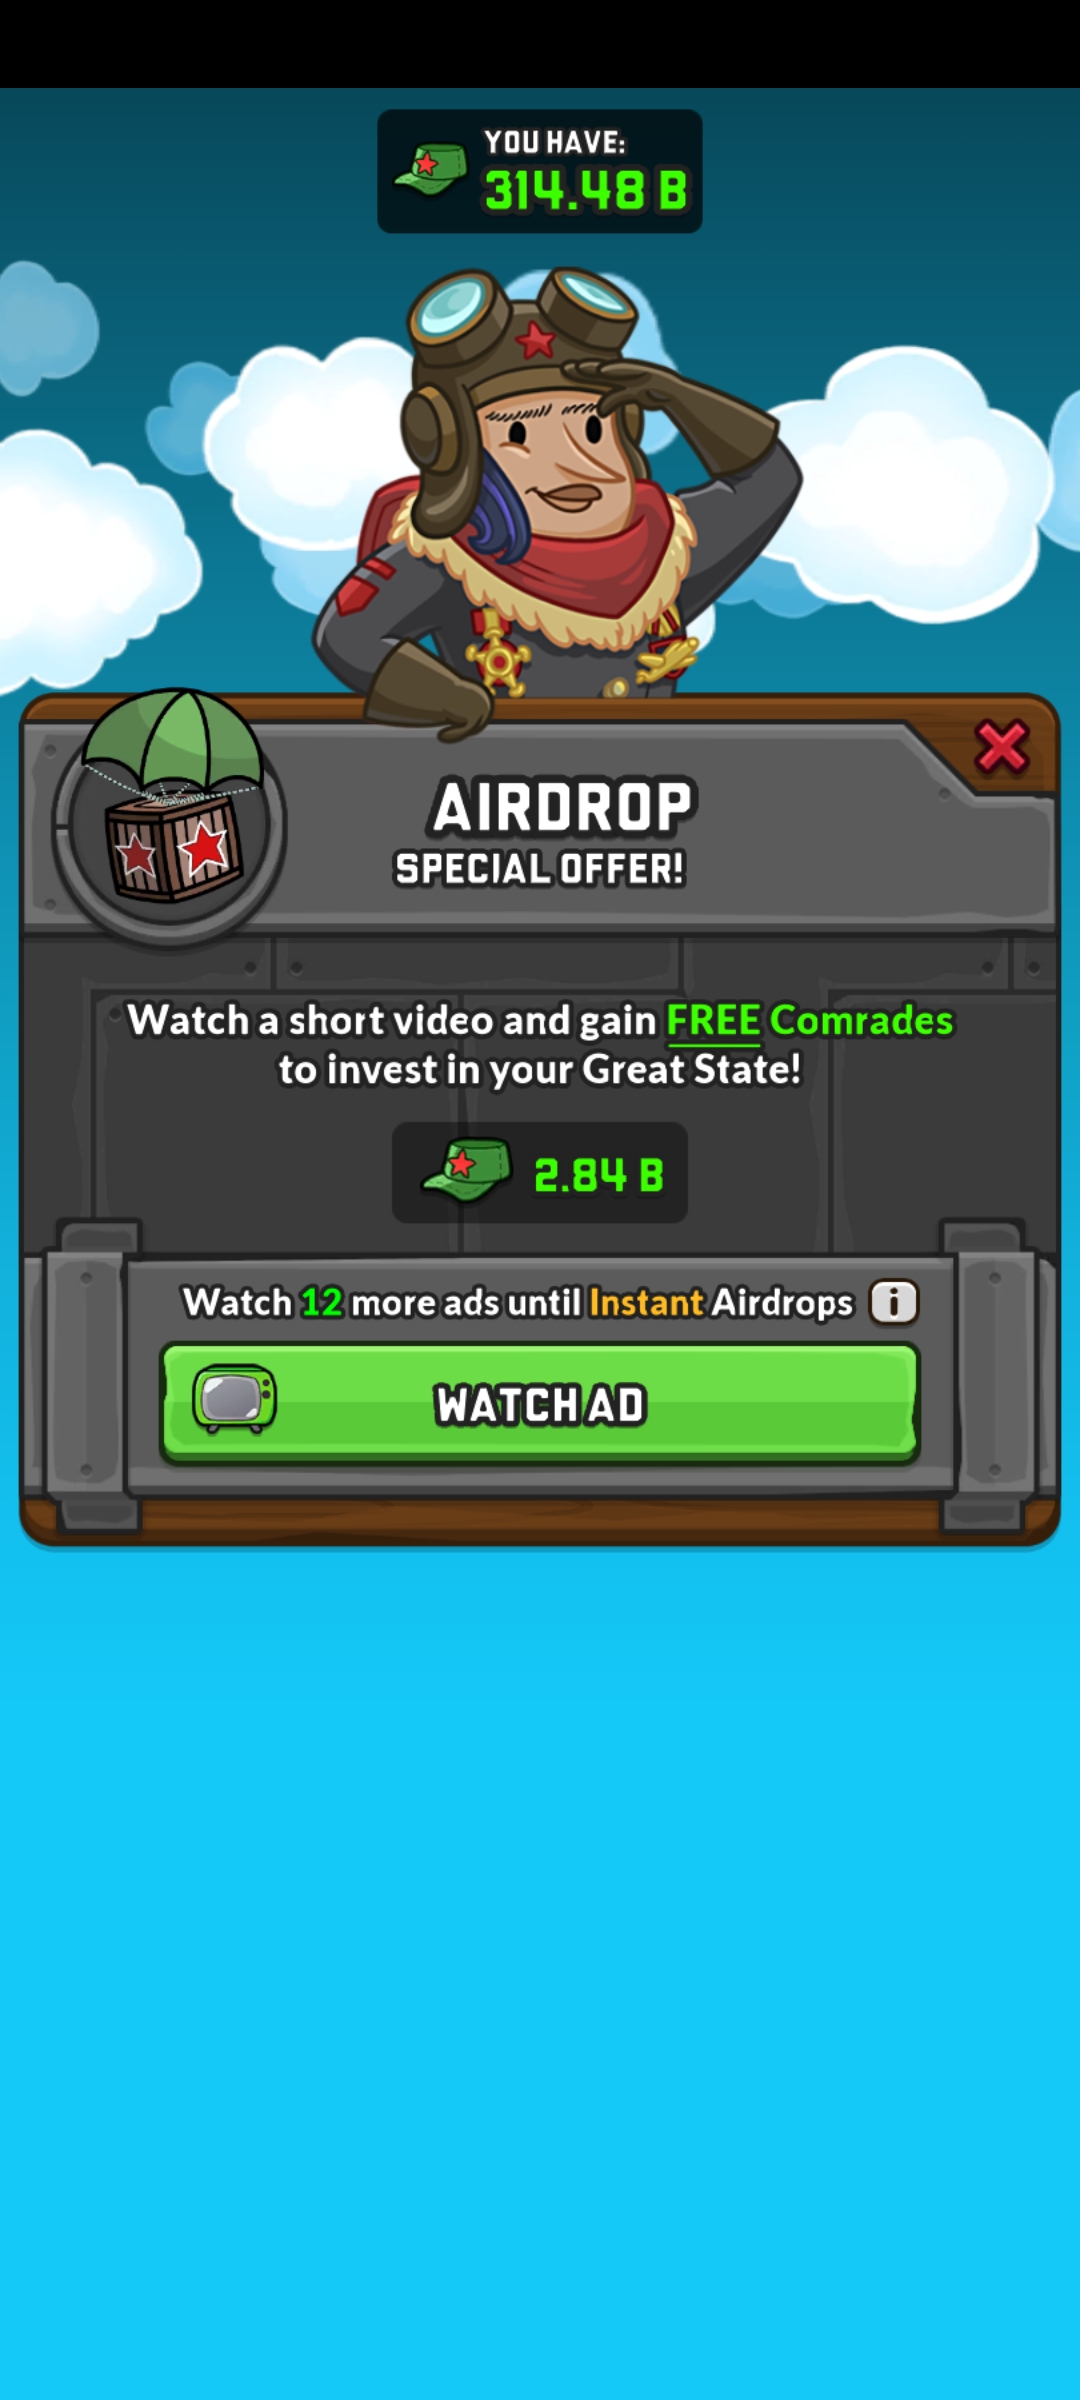 YOU HAVE:
314.48 B
AIRDROP
SPECIAL OFFER!
Watch a short video and gain FREE Comrades
to invest in your Great State!
2.84 B
Watch 12 more ads until Instant Airdrops i
WATCH AD